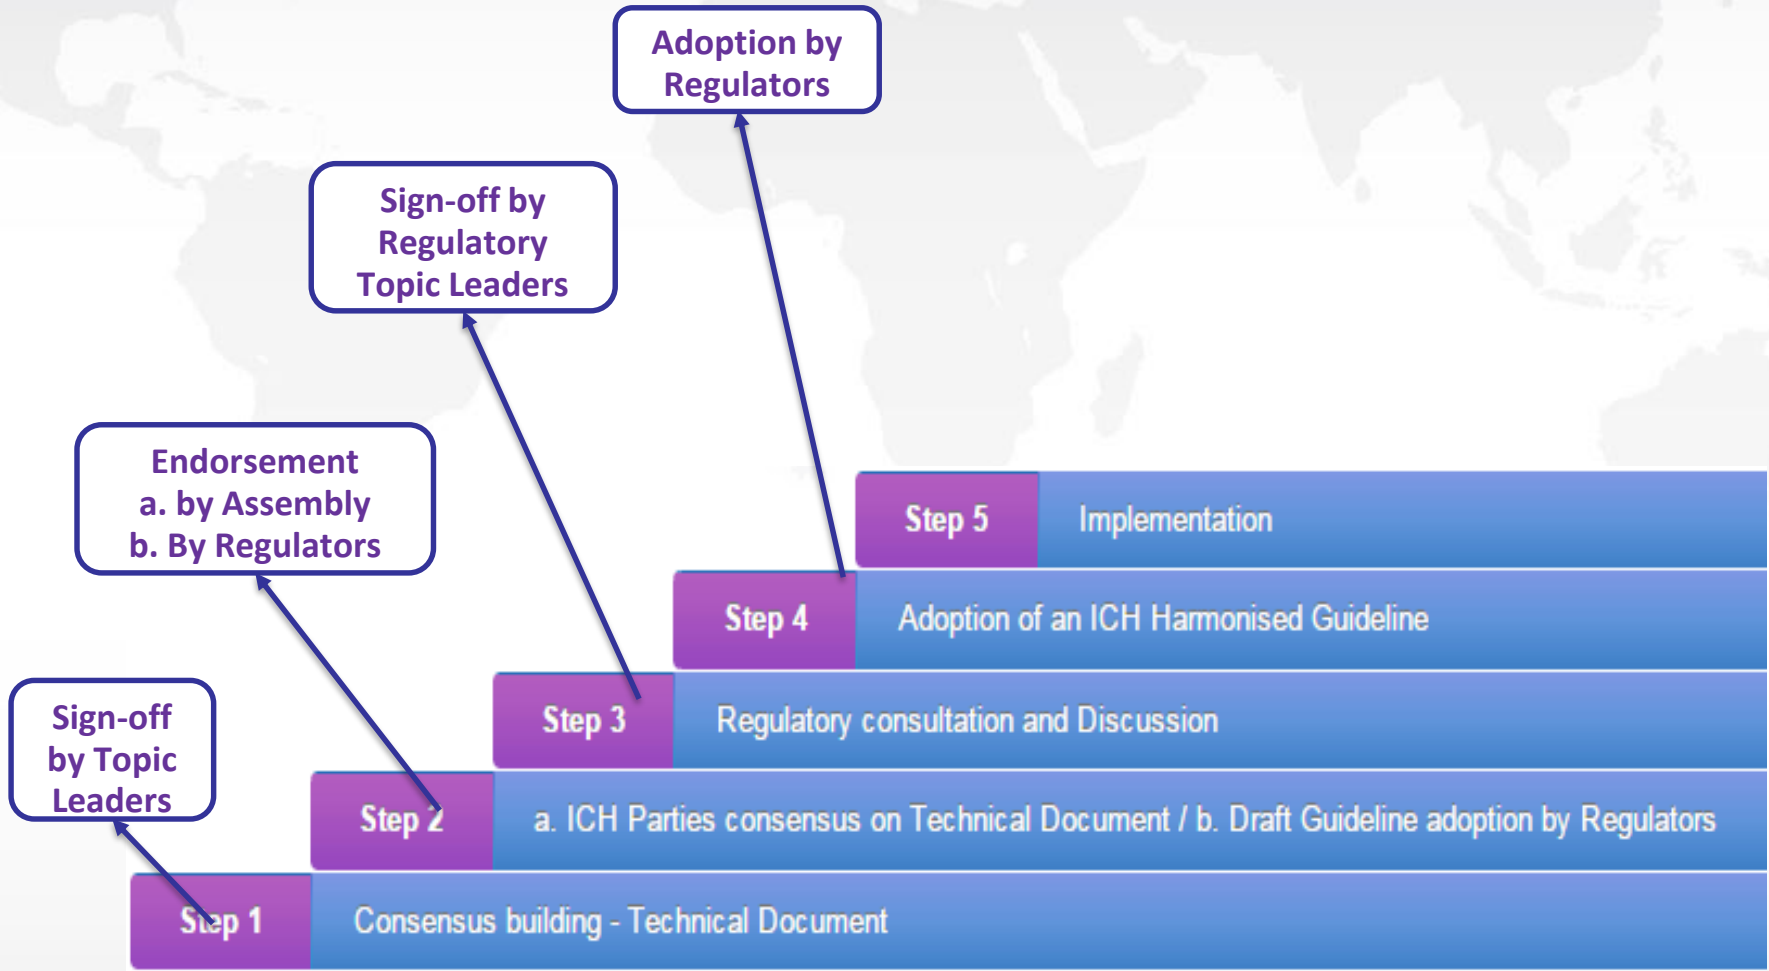 Adoption by
Regulators
Sign-off by
Regulatory
Topic Leaders
Endorsement
a. by Assembly
b. By Regulators
Sign-off
by Topic
Leaders
Step 5 Implementation
Step 4 Adoption of an ICH Harmonised Guideline
Step 3 Regulatory consultation and Discussion
Step 2 a. ICH Parties consensus on Technical Document / b. Draft Guideline adoption by Regulators
Step 1 Consensus building - Technical Document